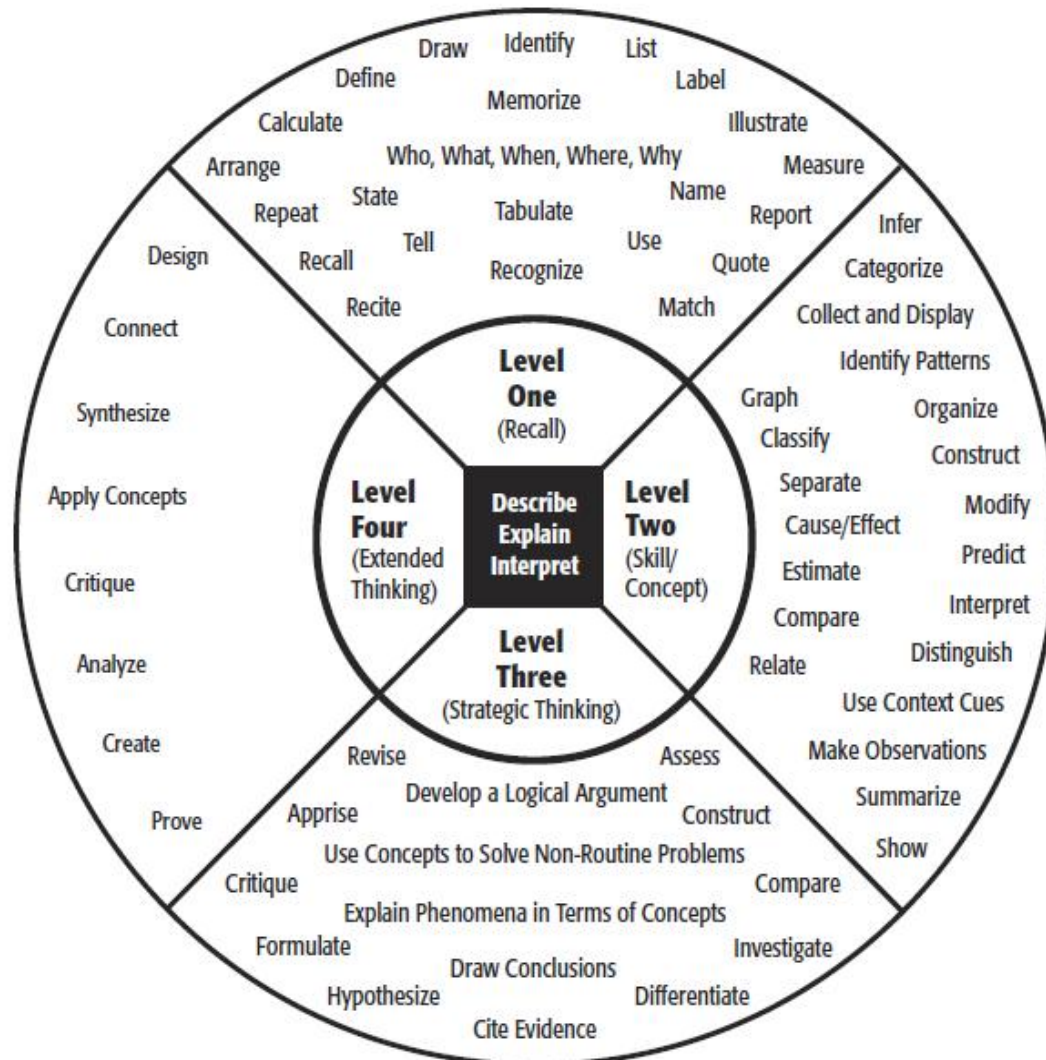 Draw
Identify
List
Define
Label
Memorize
Calculate
Illustrate
Who, What, When, Where, Why
Arrange
Measure
State
Name
Repeat
Tabulate
Report
Tell
Use
Recall
Recognize
Quote
Recite
Match
Level
One
(Recall)
Infer
Categorize
Collect and Display
Identify Patterns
Graph
Organize
Classify
Construct
Separate
Modify
Cause/Effect
Predict
Estimate
Interpret
Compare
Distinguish
Relate
Use Context Cues
Make Observations
Summarize
Show
Level
Two
(Skill/
Concept)
Describe
Explain
Interpret
Level
Four
(Extended
Thinking)
Design
Connect
Synthesize
Apply Concepts
Critique
Analyze
Create
Prove
Level
Three
(Strategic Thinking)
Revise
Assess
Develop a Logical Argument
Apprise
Construct
Use Concepts to Solve Non-Routine Problems
Critique
Compare
Explain Phenomena in Terms of Concepts
Formulate
Investigate
Draw Conclusions
Hypothesize
Differentiate
Cite Evidence